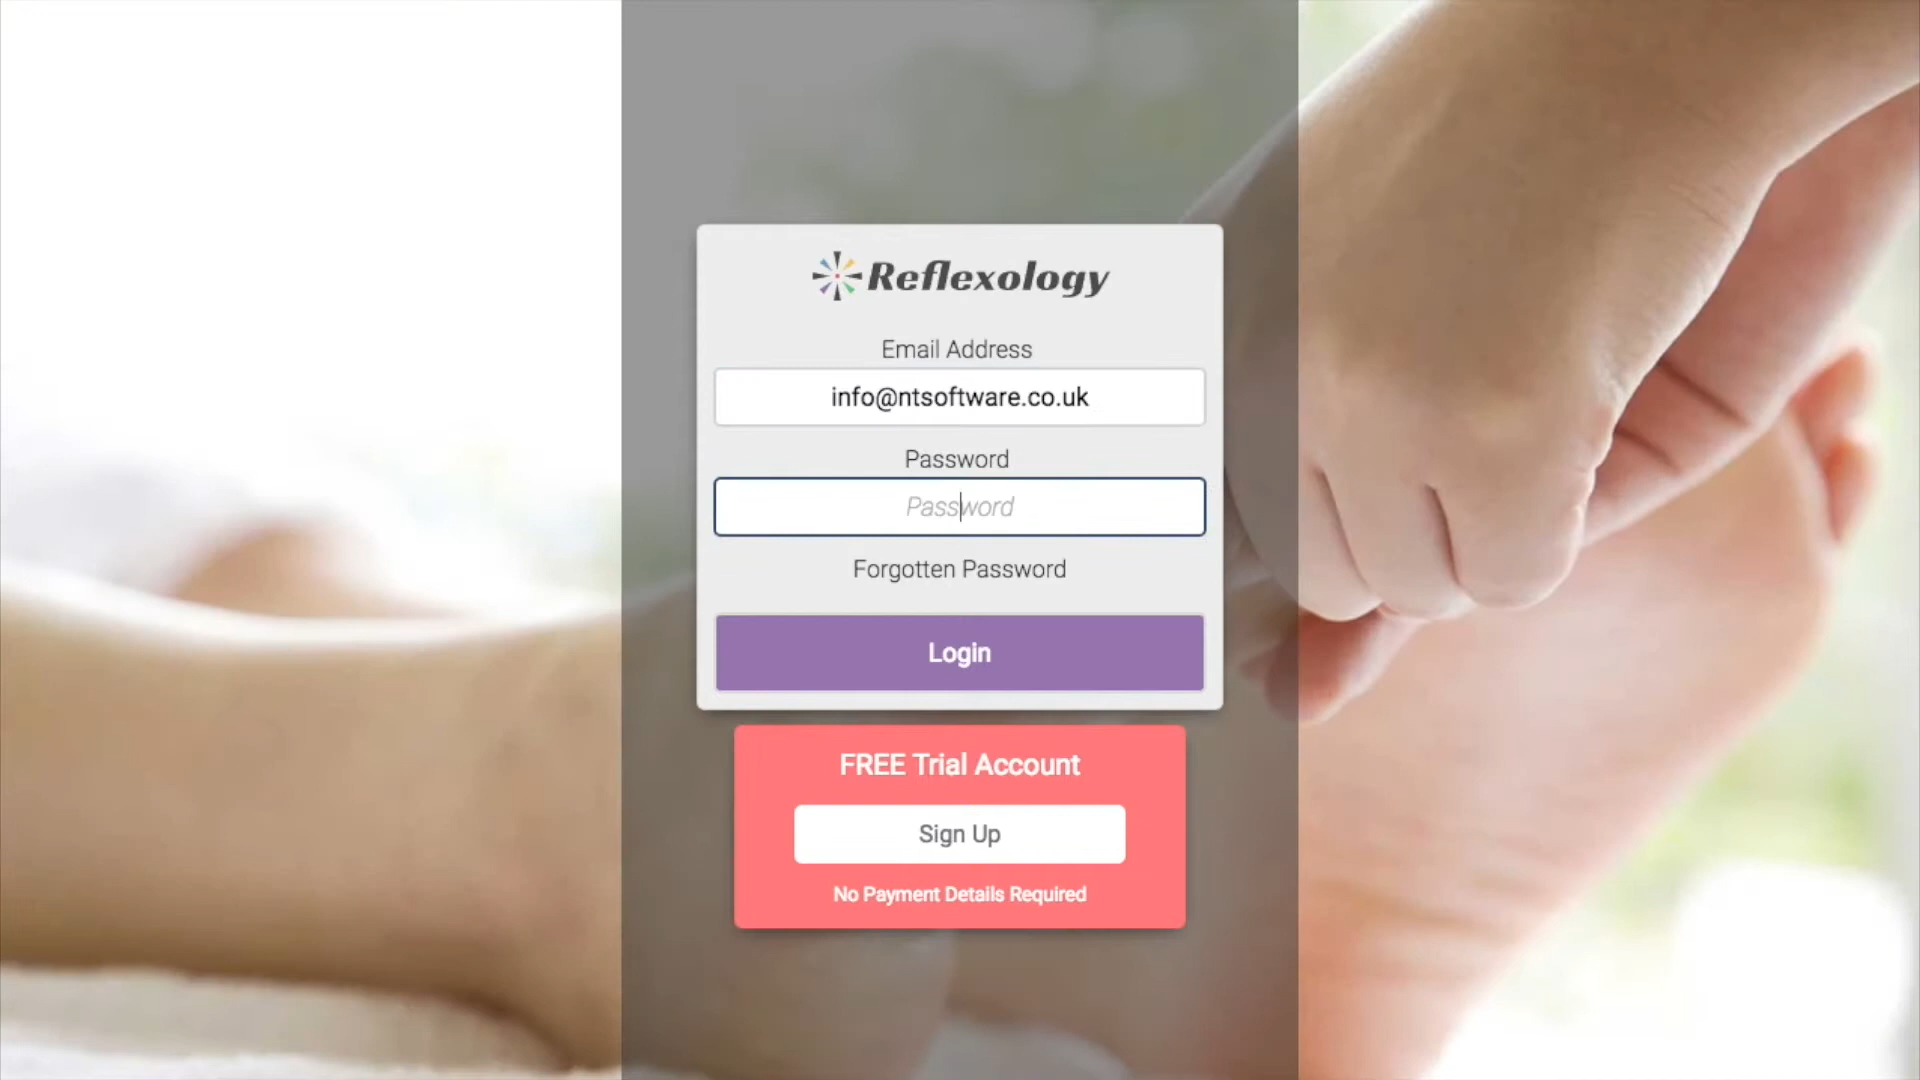 Reflexology
Email Address
info@ntsoftware.co.uk
Password
Password
Forgotten Password
Login
FREE Trial Account
Sign Up
No Payment Details Required